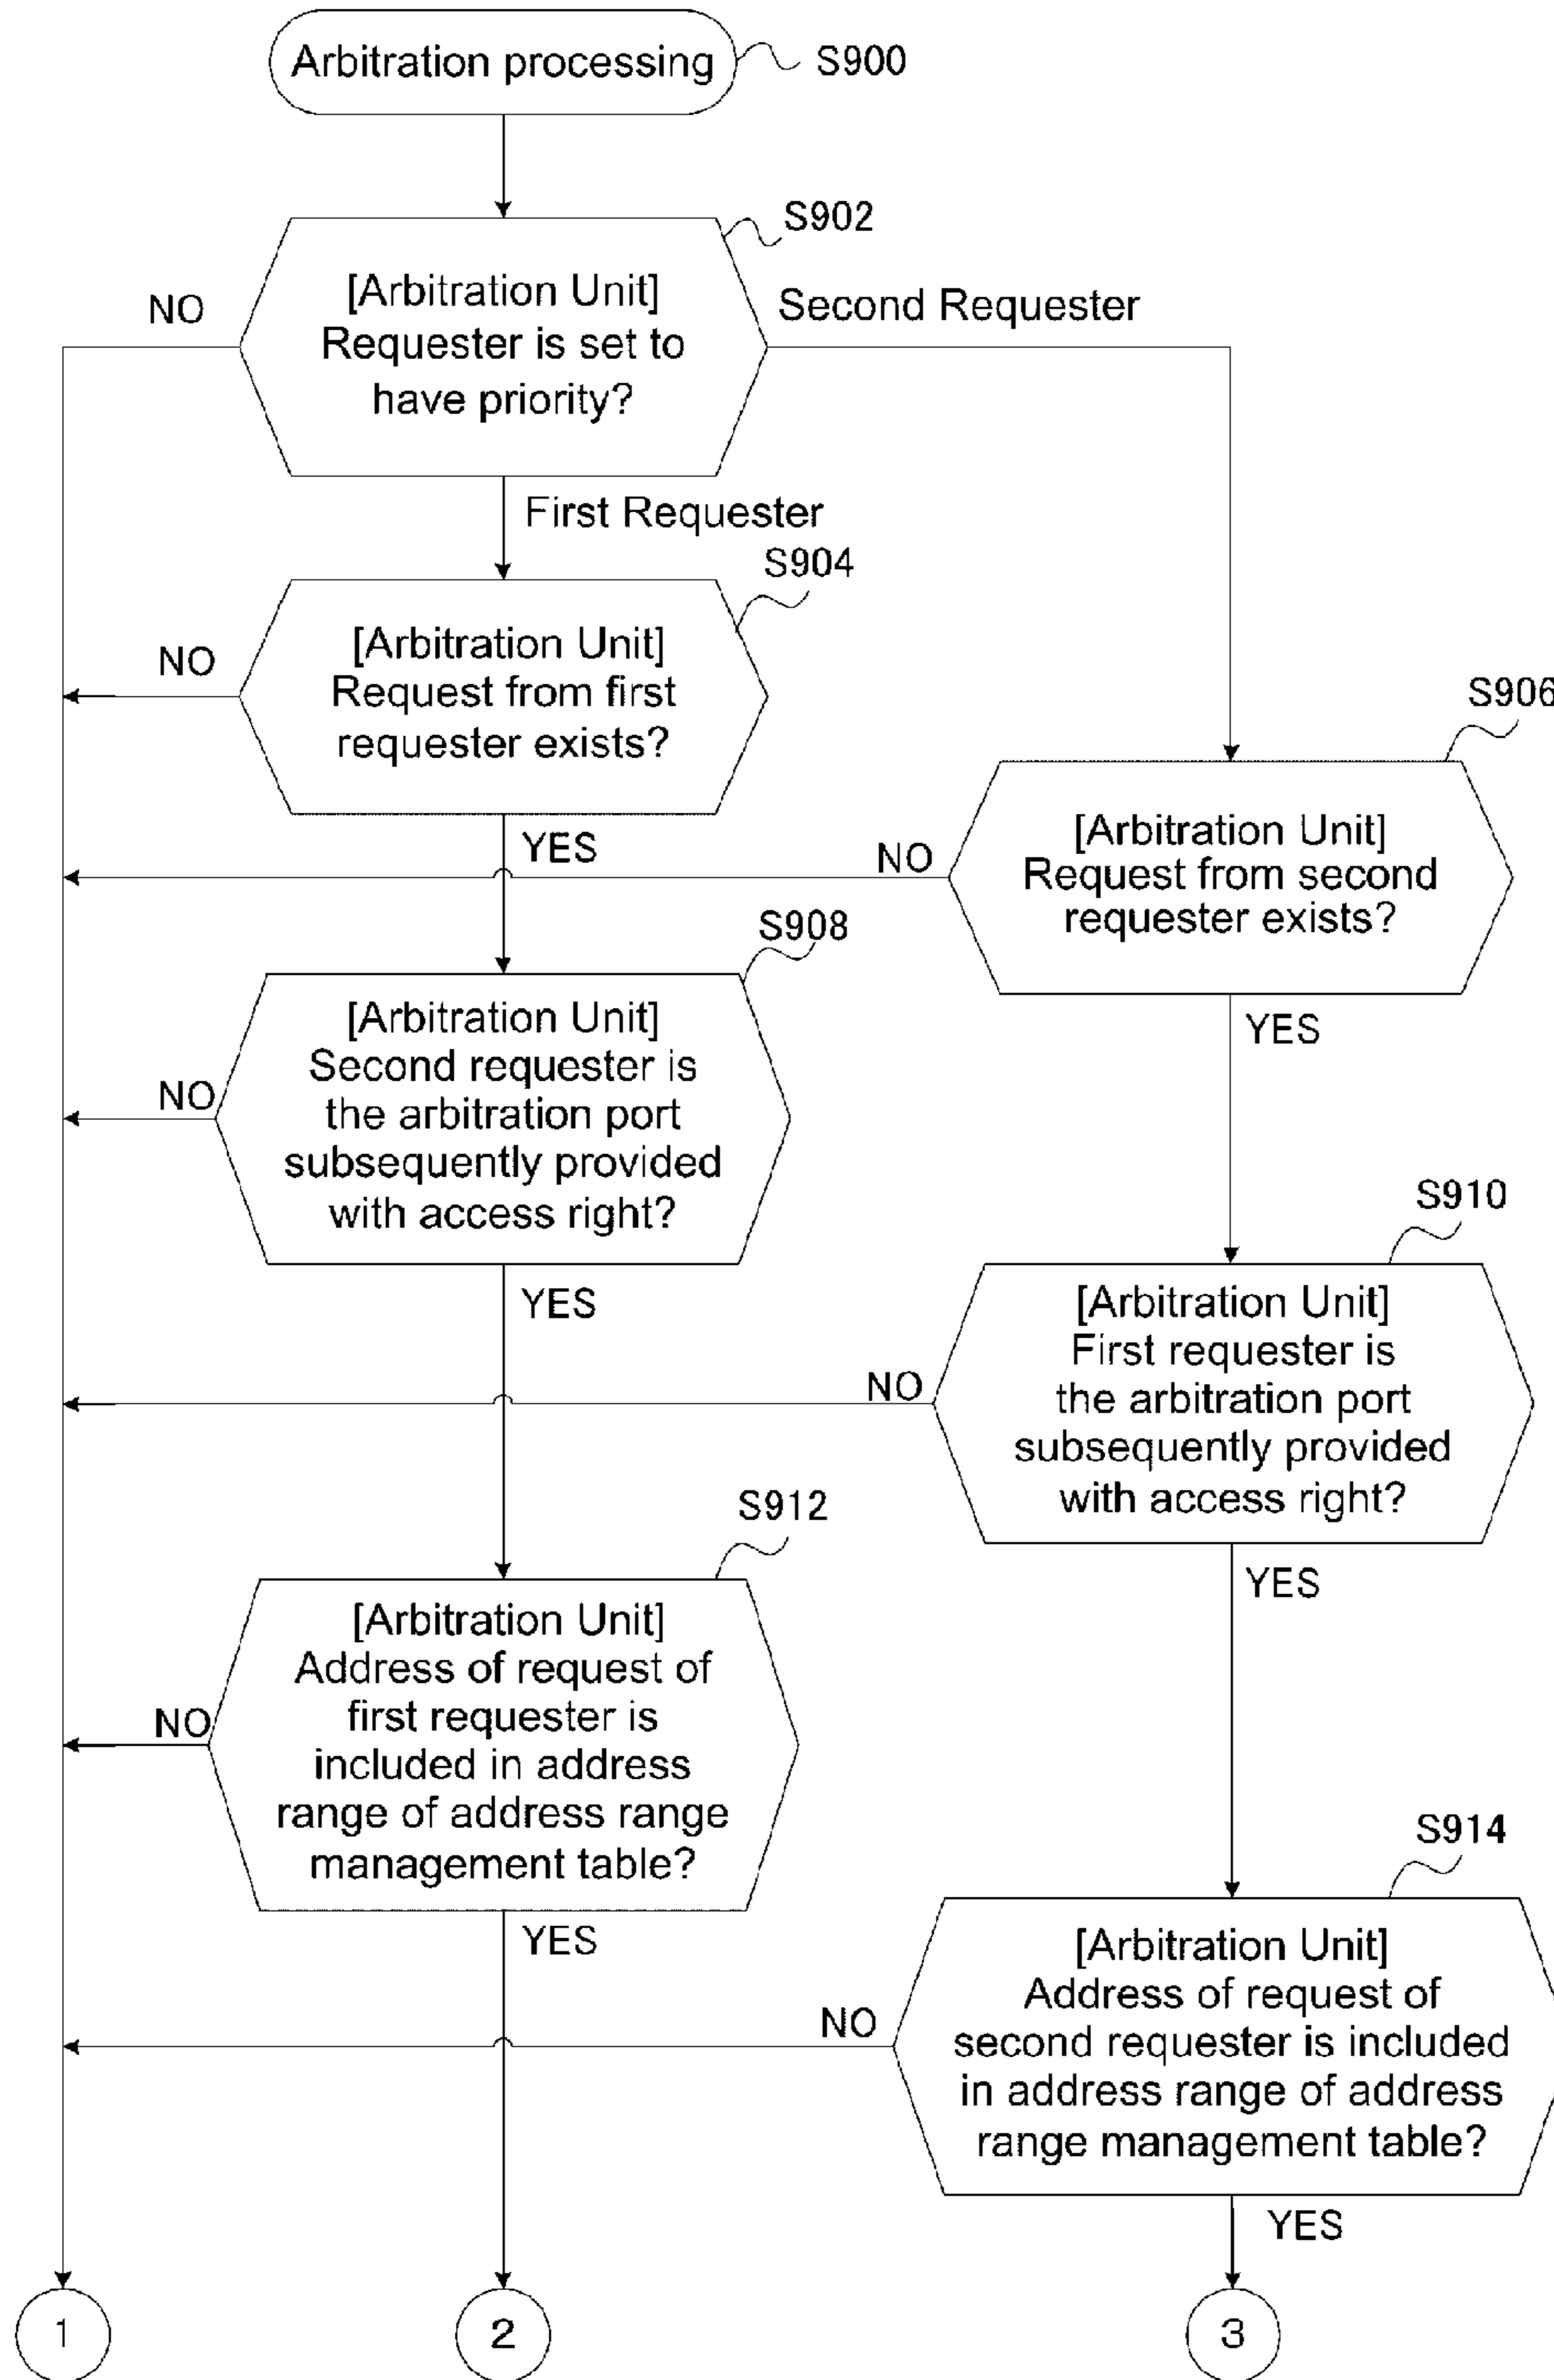 Arbitration processing
S900
S902
[Arbitration Unit]
Requester is set to
have priority?
NO
Second Requester
First Requester
S904
[Arbitration Unit]
Request from first
requester exists?
NO
YES
S906
[Arbitration Unit]
Request from second
requester exists?
NO
YES
S908
[Arbitration Unit]
Second requester is
the arbitration port
subsequently provided
with access right?
NO
YES
S910
[Arbitration Unit]
First requester is
the arbitration port
subsequently provided
with access right?
NO
YES
S912
[Arbitration Unit]
Address of request of
first requester is
included in address
range of address range
management table?
NO
YES
S914
[Arbitration Unit]
Address of request of
second requester is included
in address range of address
range management table?
NO
YES
1
2
3